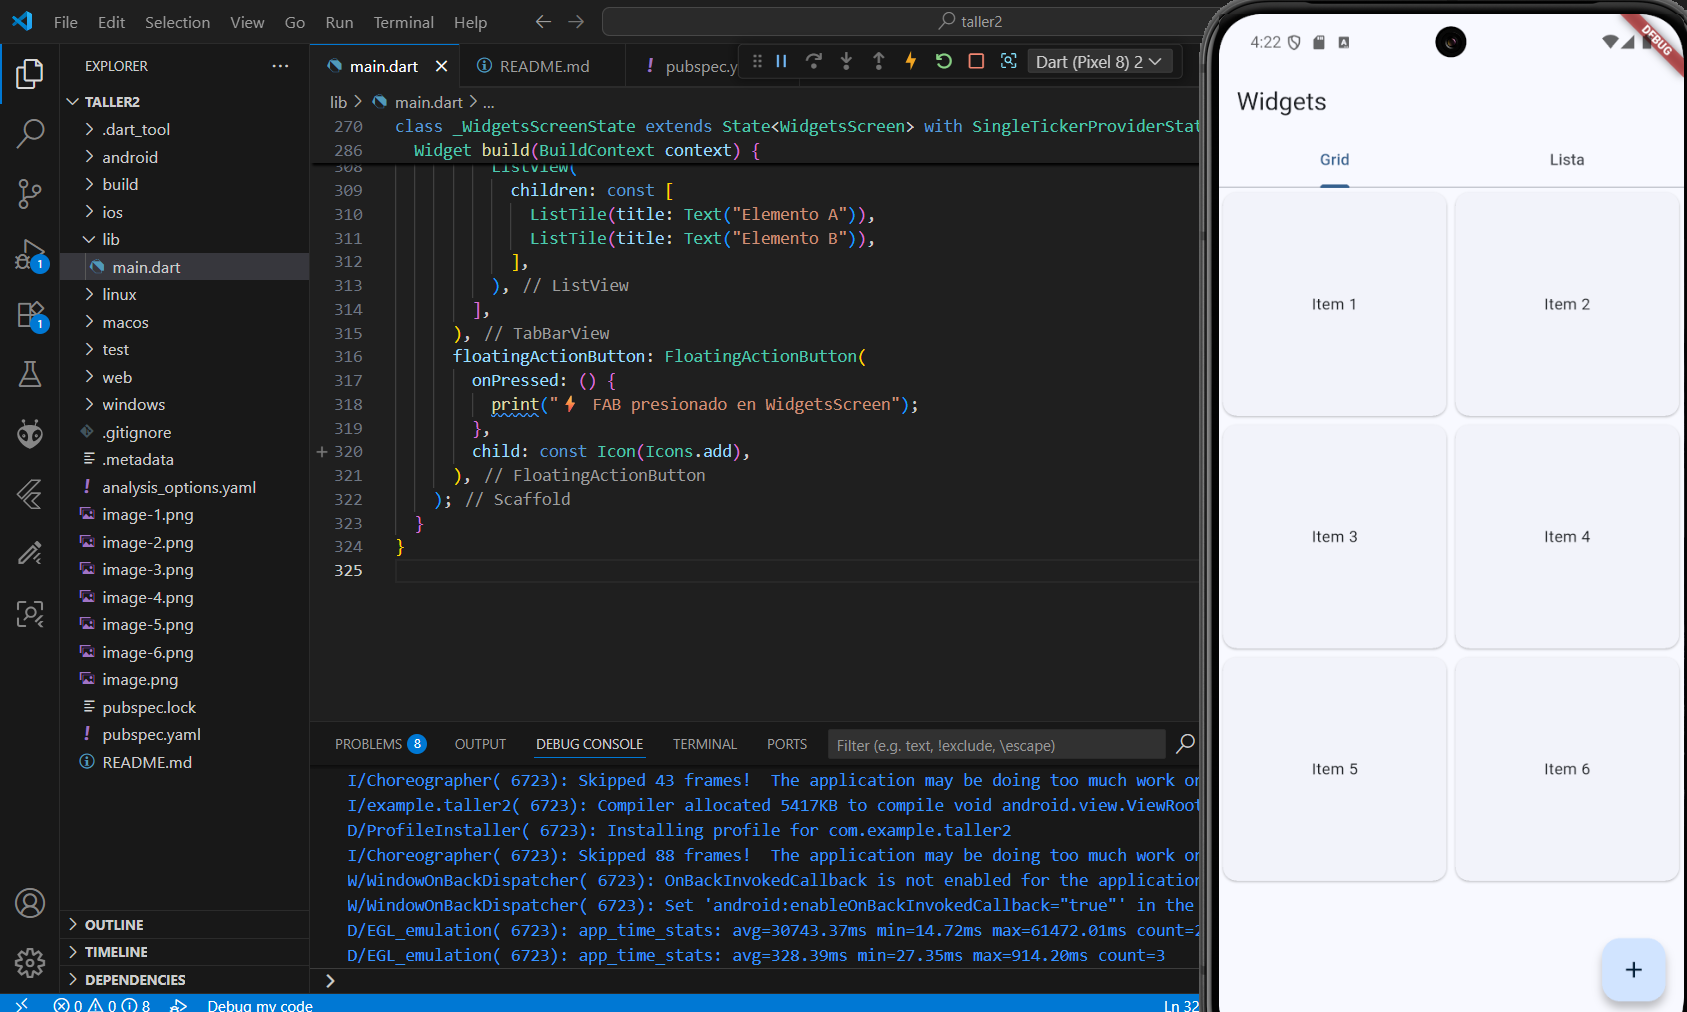 File Edit Selection View Go Run Terminal Help
taller2
EXPLORER
main.dart
README.md
! pubspec.y
Dart (Pixel 8) 2
TALLER2
.dart_tool
android
build
ios
lib
main.dart
linux
macos
test
web
windows
.gitignore
.metadata
! analysis_options.yaml
image-1.png
image-2.png
image-3.png
image-4.png
image-5.png
image-6.png
image.png
pubspec.lock
! pubspec.yaml
README.md
OUTLINE
TIMELINE
DEPENDENCIES
1
1
lib > main.dart > ...
270 class _WidgetsScreenState extends State<WidgetsScreen> with SingleTickerProviderStat
286 Widget build(BuildContext context) {
308 ListView(
309 children: const [
310 ListTile(title: Text("Elemento A")),
311 ListTile(title: Text("Elemento B")),
312 ],
313 ), // ListView
314 ],
315 ), // TabBarView
316 floatingActionButton: FloatingActionButton(
317 onPressed: () {
318 print("⚡ FAB presionado en WidgetsScreen");
319 },
320 child: const Icon(Icons.add),
321 ), // FloatingActionButton
322 ); // Scaffold
323 }
324 }
325
PROBLEMS 8 OUTPUT DEBUG CONSOLE TERMINAL PORTS Filter (e.g. text, !exclude, \escape)
I/Choreographer( 6723): Skipped 43 frames!  The application may be doing too much work on
I/example.taller2( 6723): Compiler allocated 5417KB to compile void android.view.ViewRoot
D/ProfileInstaller( 6723): Installing profile for com.example.taller2
I/Choreographer( 6723): Skipped 88 frames!  The application may be doing too much work on
W/WindowOnBackDispatcher( 6723): OnBackInvokedCallback is not enabled for the application
W/WindowOnBackDispatcher( 6723): Set 'android:enableOnBackInvokedCallback="true"' in the
D/EGL_emulation( 6723): app_time_stats: avg=30743.37ms min=14.72ms max=61472.01ms count=2
D/EGL_emulation( 6723): app_time_stats: avg=328.39ms min=27.35ms max=914.20ms count=3
>
0 0 8 Debug my code
Ln 32
4:22
DEBUG
Widgets
Grid Lista
Item 1 Item 2
Item 3 Item 4
Item 5 Item 6
+